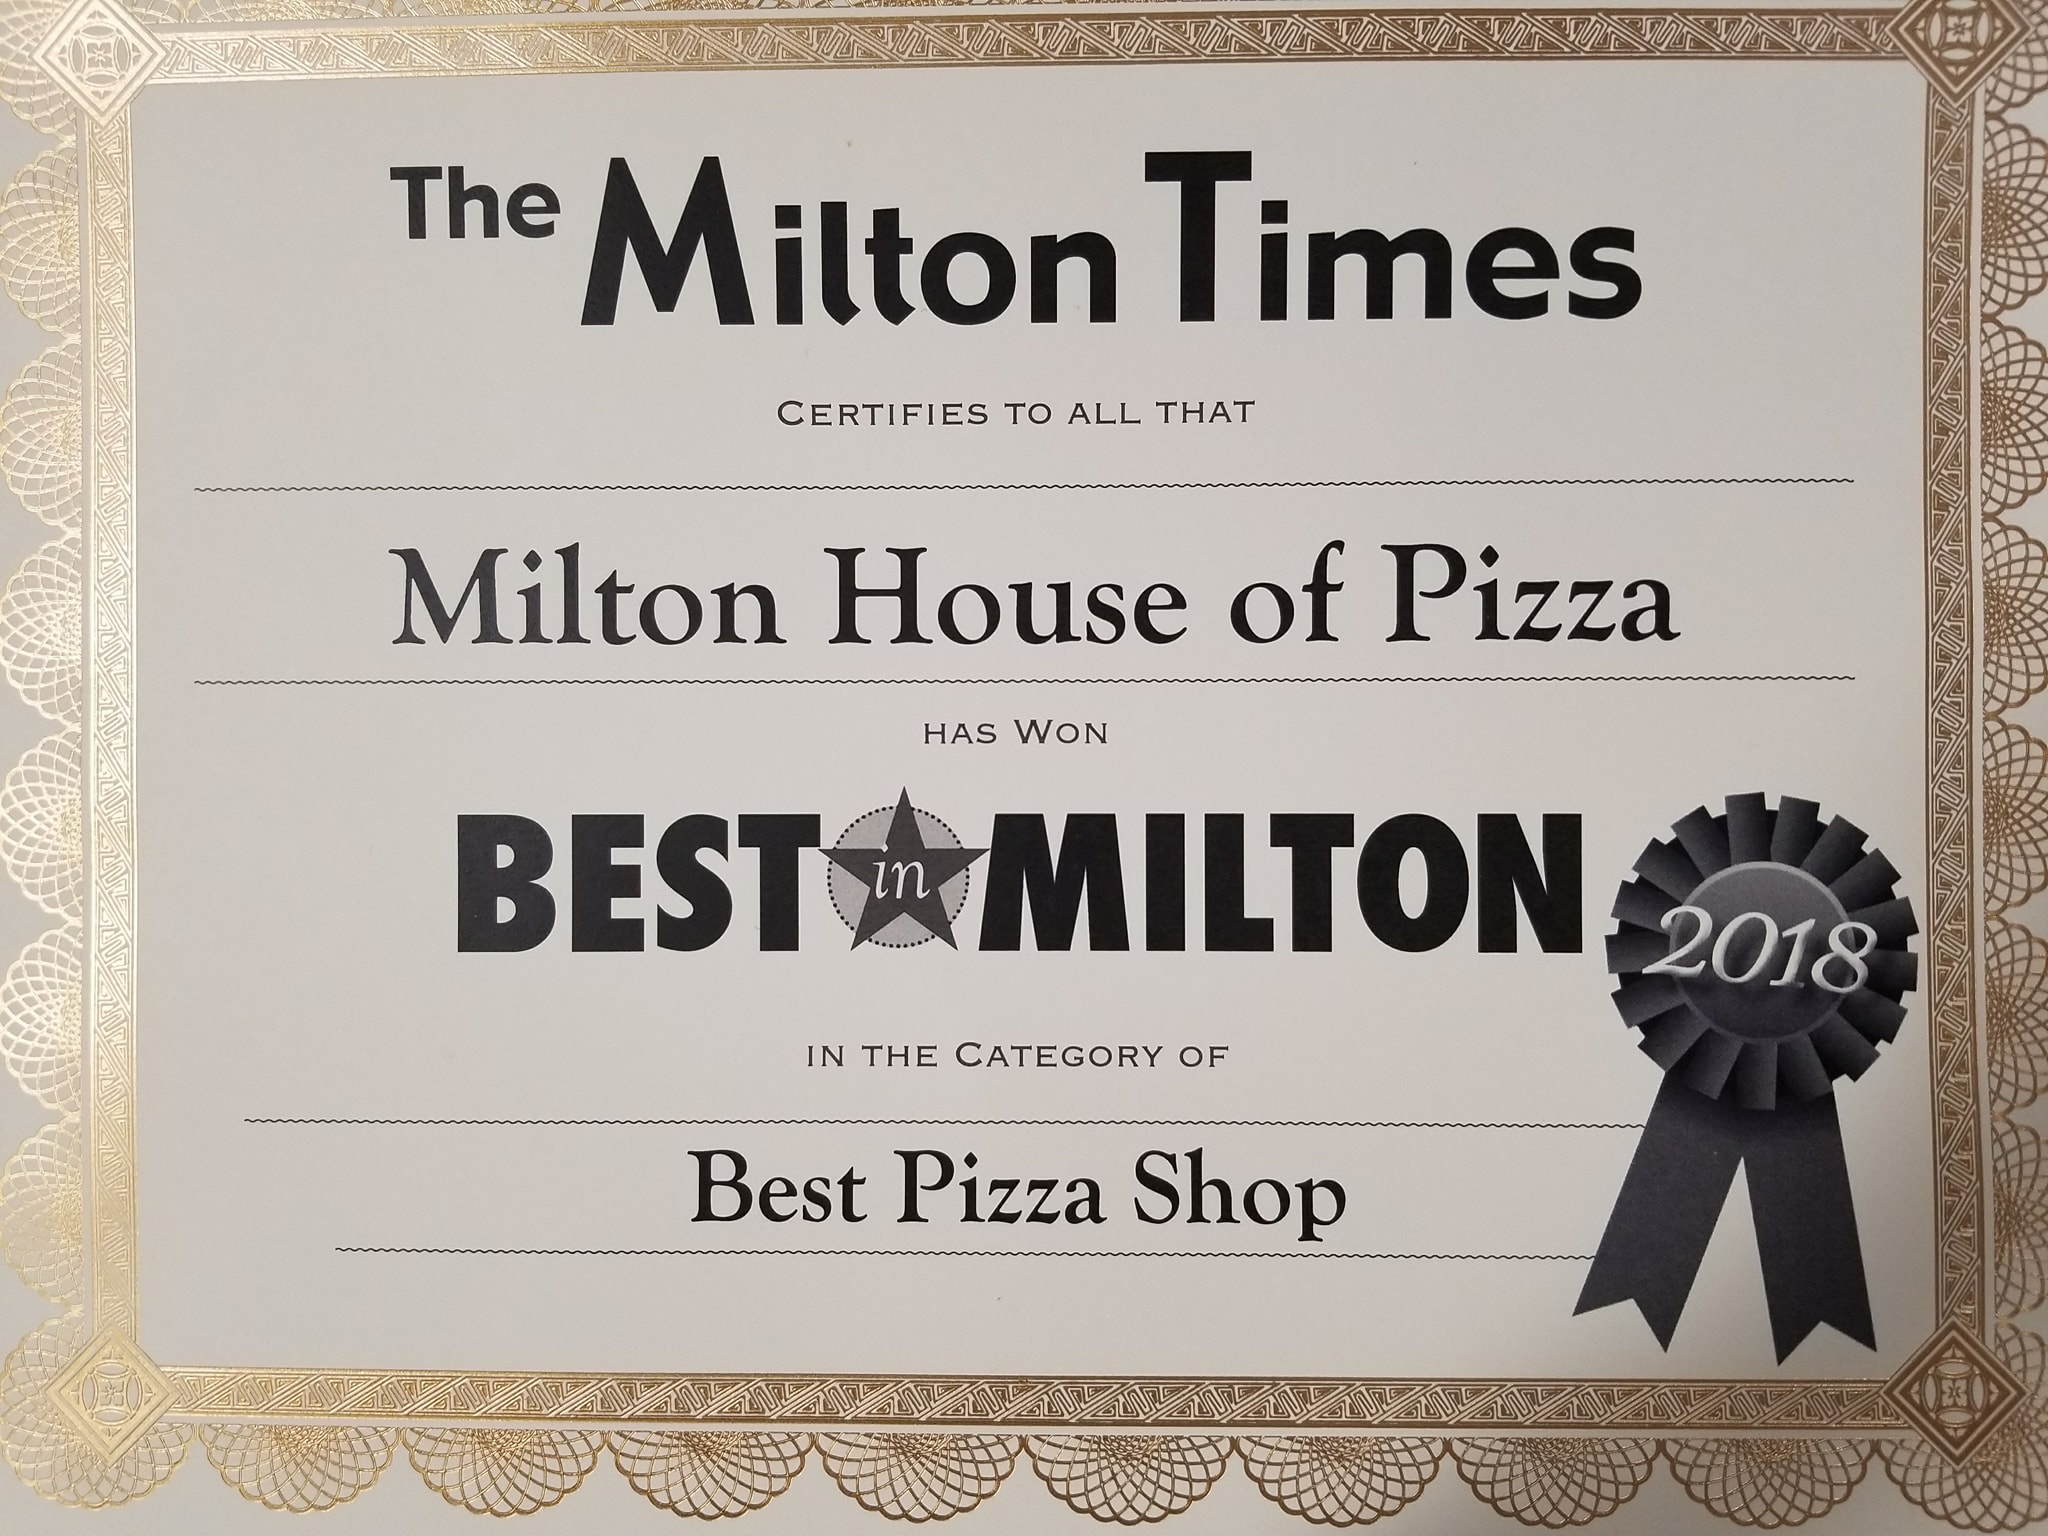 The Milton Times
CERTIFIES TO ALL THAT
Milton House of Pizza
HAS WON
BEST in MILTON
2018
IN THE CATEGORY OF
Best Pizza Shop